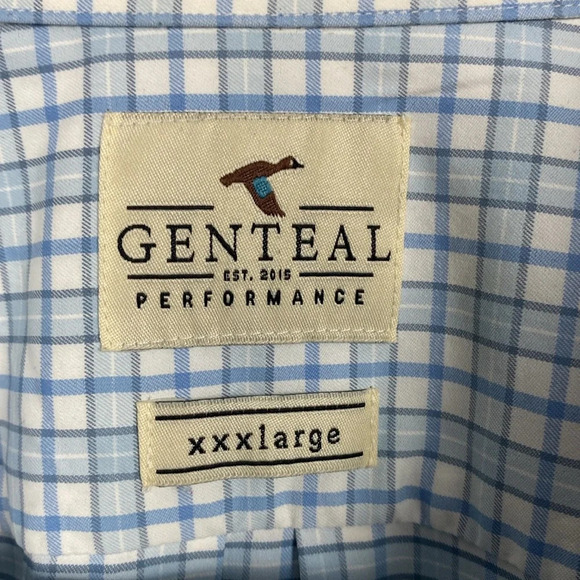 GENTEAL
EST. 2015
PERFORMANCE
xxxlarge